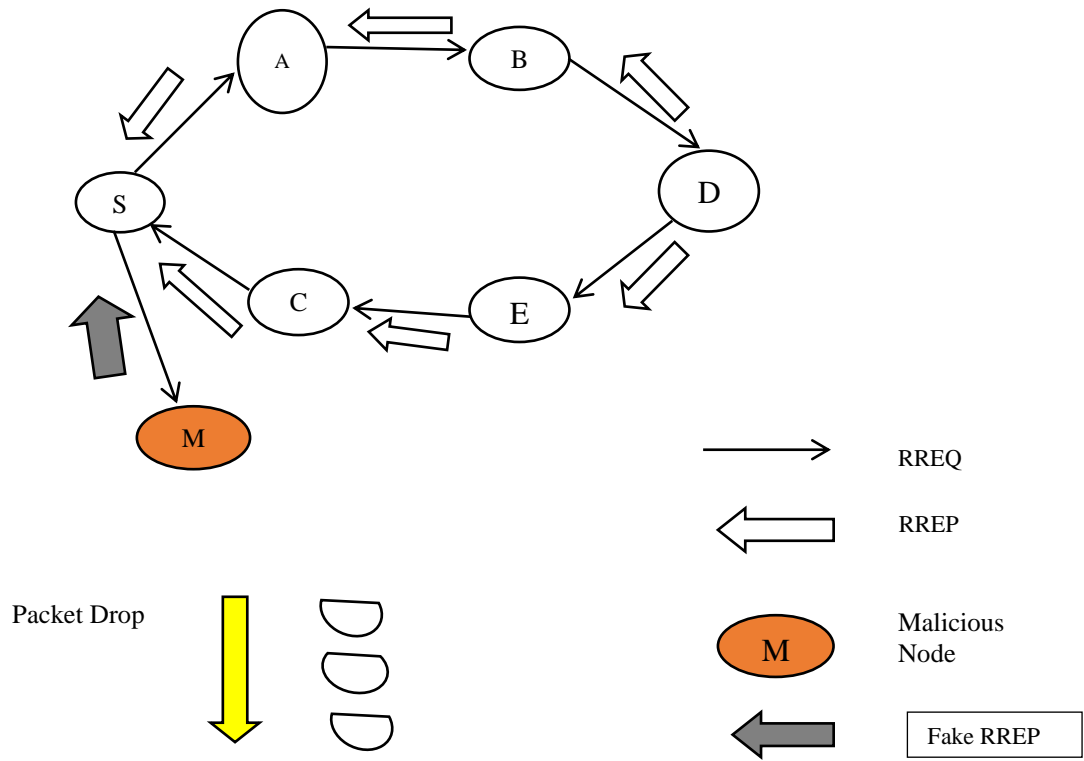 A
B
D
S
C
E
M
RREQ
RREP
Packet Drop
Malicious
Node
M
Fake RREP